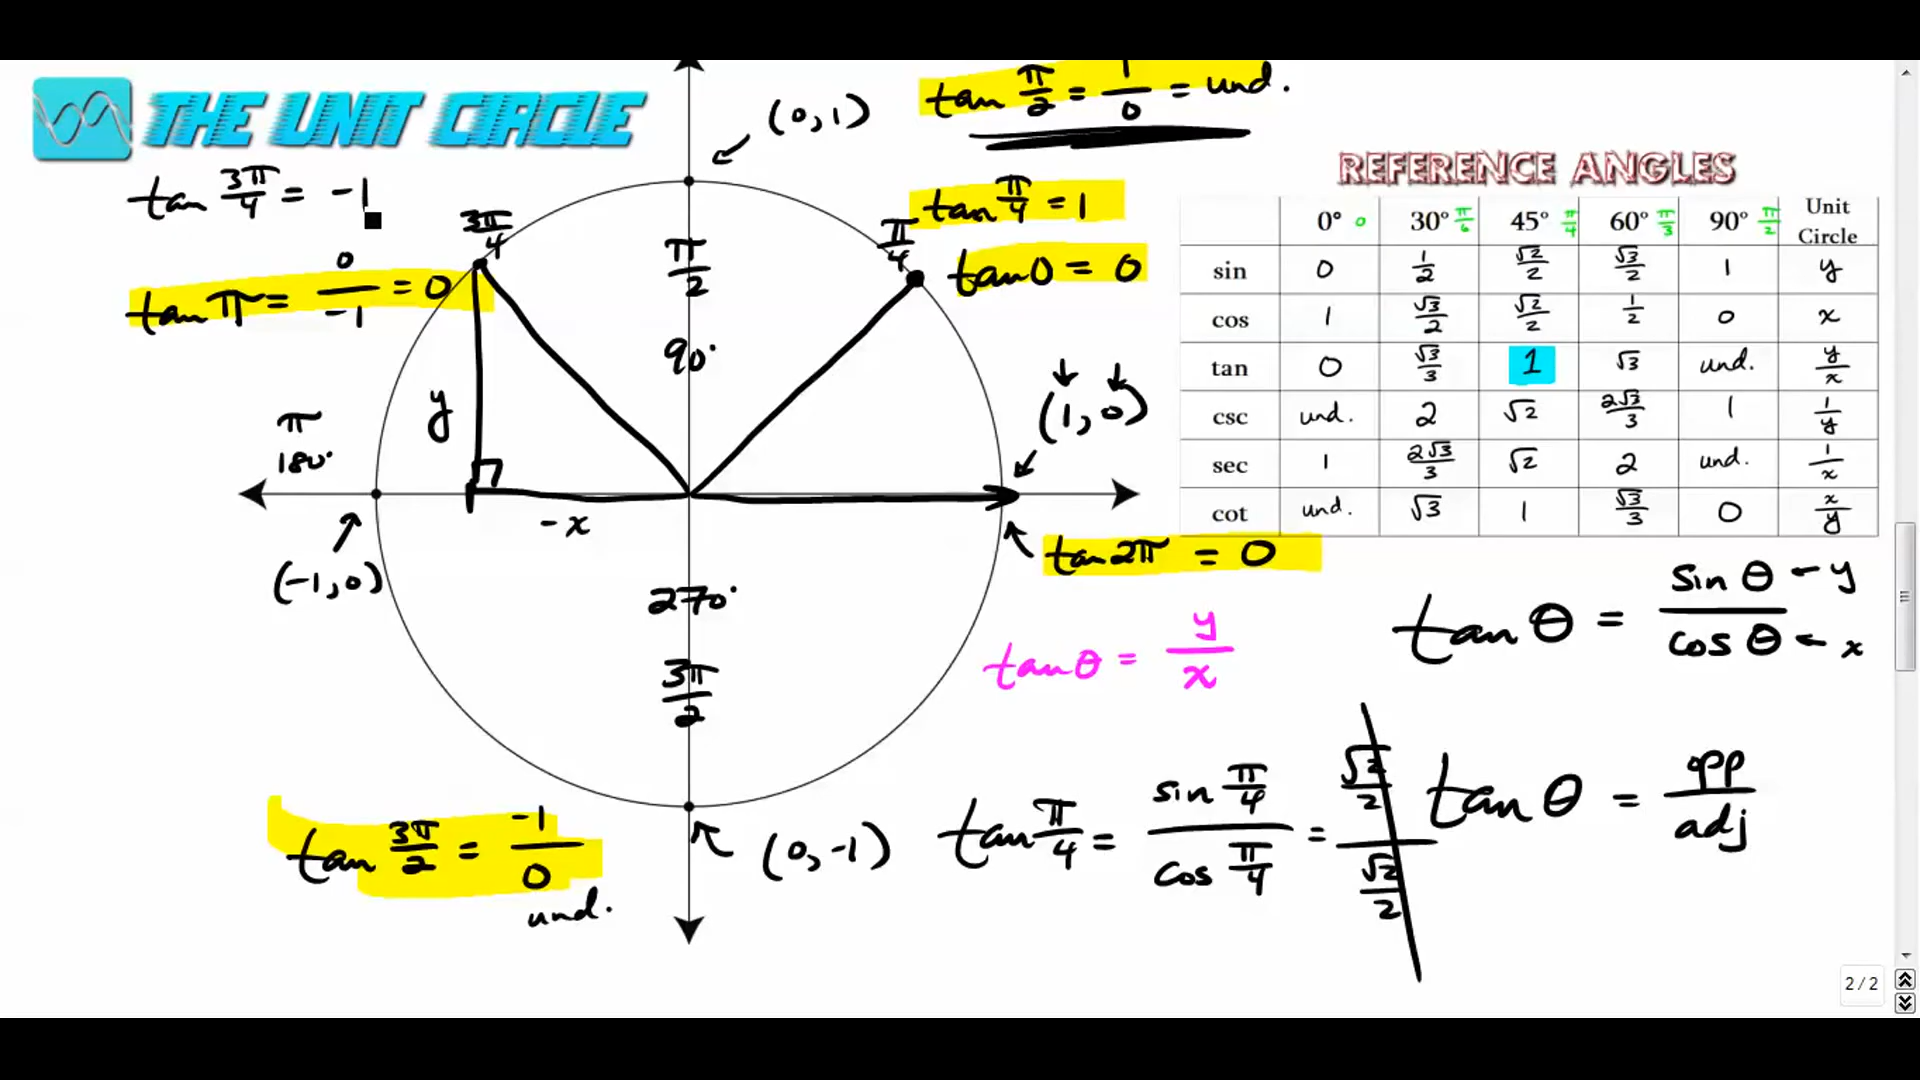 THE UNIT CIRCLE
tan π/2 = 1/0 = und.
(0,1)
tan 3π/4 = -1
3π/4
π/4
tan π/4 = 1
tan 0 = 0
tan π = 0/-1 = 0
π/2
90°
y
π
180°
(1,0)
-x
(-1,0)
tan 2π = 0
270°
3π/2
tan θ = y/x
tan 3π/2 = -1/0
und.
(0,-1)
REFERENCE ANGLES
0° 0 30° π/6 45° π/4 60° π/3 90° π/2 Unit Circle
sin 0 1/2 √2/2 √3/2 1 y
cos 1 √3/2 √2/2 1/2 0 x
tan 0 √3/3 1 √3 und. y/x
csc und. 2 √2 2√3/3 1 1/y
sec 1 2√3/3 √2 2 und. 1/x
cot und. √3 1 √3/3 0 x/y
tan θ = sin θ ← y / cos θ ← x
tan π/4 = sin π/4 / cos π/4 = √2/2 / √2/2
tan θ = opp/adj
2 / 2